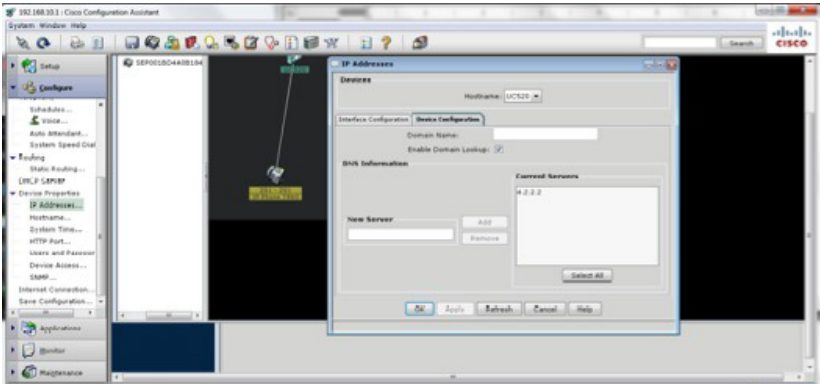 192.168.10.1 : Cisco Configuration Assistant
System Window Help
Search
CISCO
Setup
Configure
Schedules...
Voice...
Auto Attendant...
System Speed Dial
Routing
Static Routing...
DHCP Server
Device Properties
IP Addresses...
Hostname...
System Time...
HTTP Port...
Users and Passwor
Device Access...
SNMP...
Internet Connection...
Save Configuration...
Applications
Monitor
Maintenance
IP Addresses
Devices
Hostname: UC520
Interface Configuration Device Configuration
Domain Name:
Enable Domain Lookup:
DNS Information
Current Servers
4.2.2.2
New Server
Add
Remove
Select All
OK Apply Refresh Cancel Help